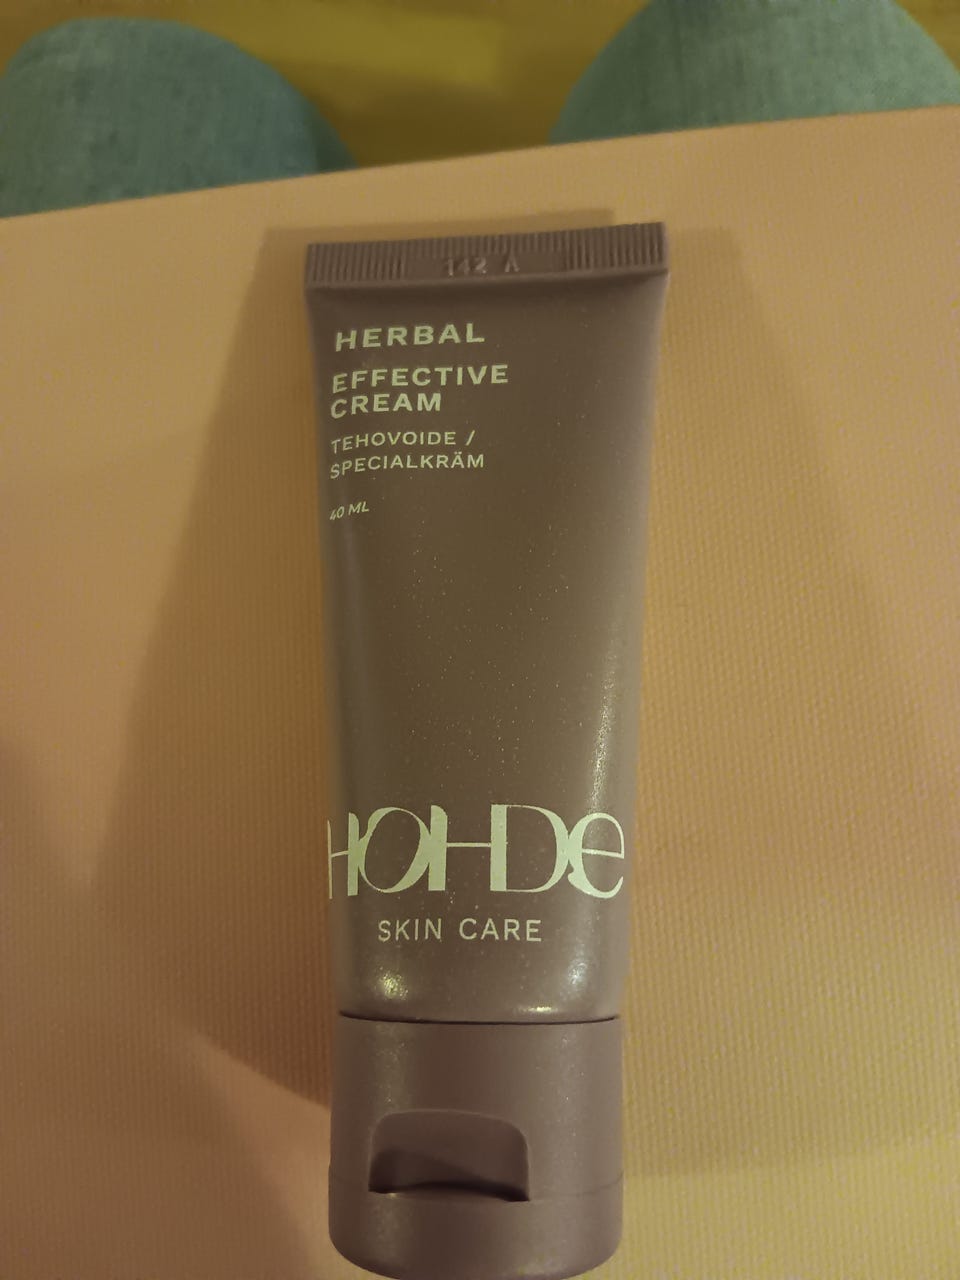 142 A
HERBAL
EFFECTIVE
CREAM
TEHOVOIDE /
SPECIALKRÄM
40 ML
HOHDe
SKIN CARE